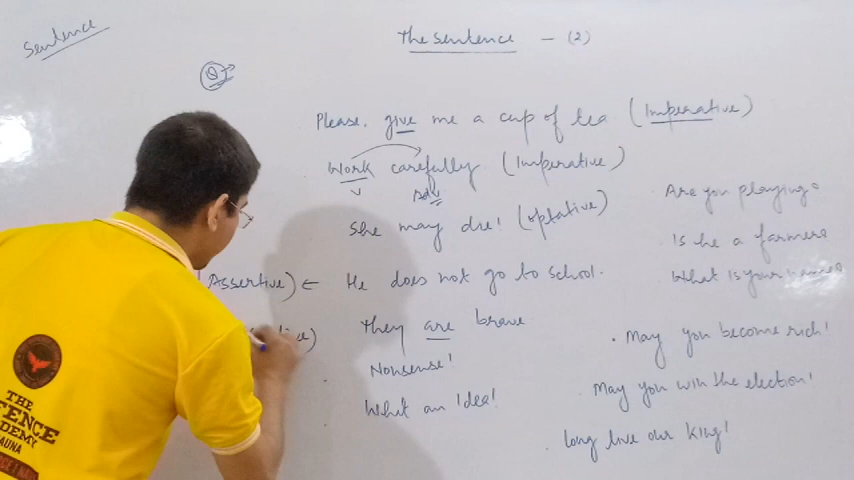 Sentence
The Sentence - (2)
Q →
Please, give me a cup of tea (Imperative)
Work carefully (Imperative)
V Adv
She may die! (Optative)
(Assertive) ← He does not go to school.
They are brave
Nonsense!
What an Idea!
Are you playing?
Is he a farmer?
What is your name?
May you become rich!
May you win the election!
Long live our King!
THE
ACADEMY